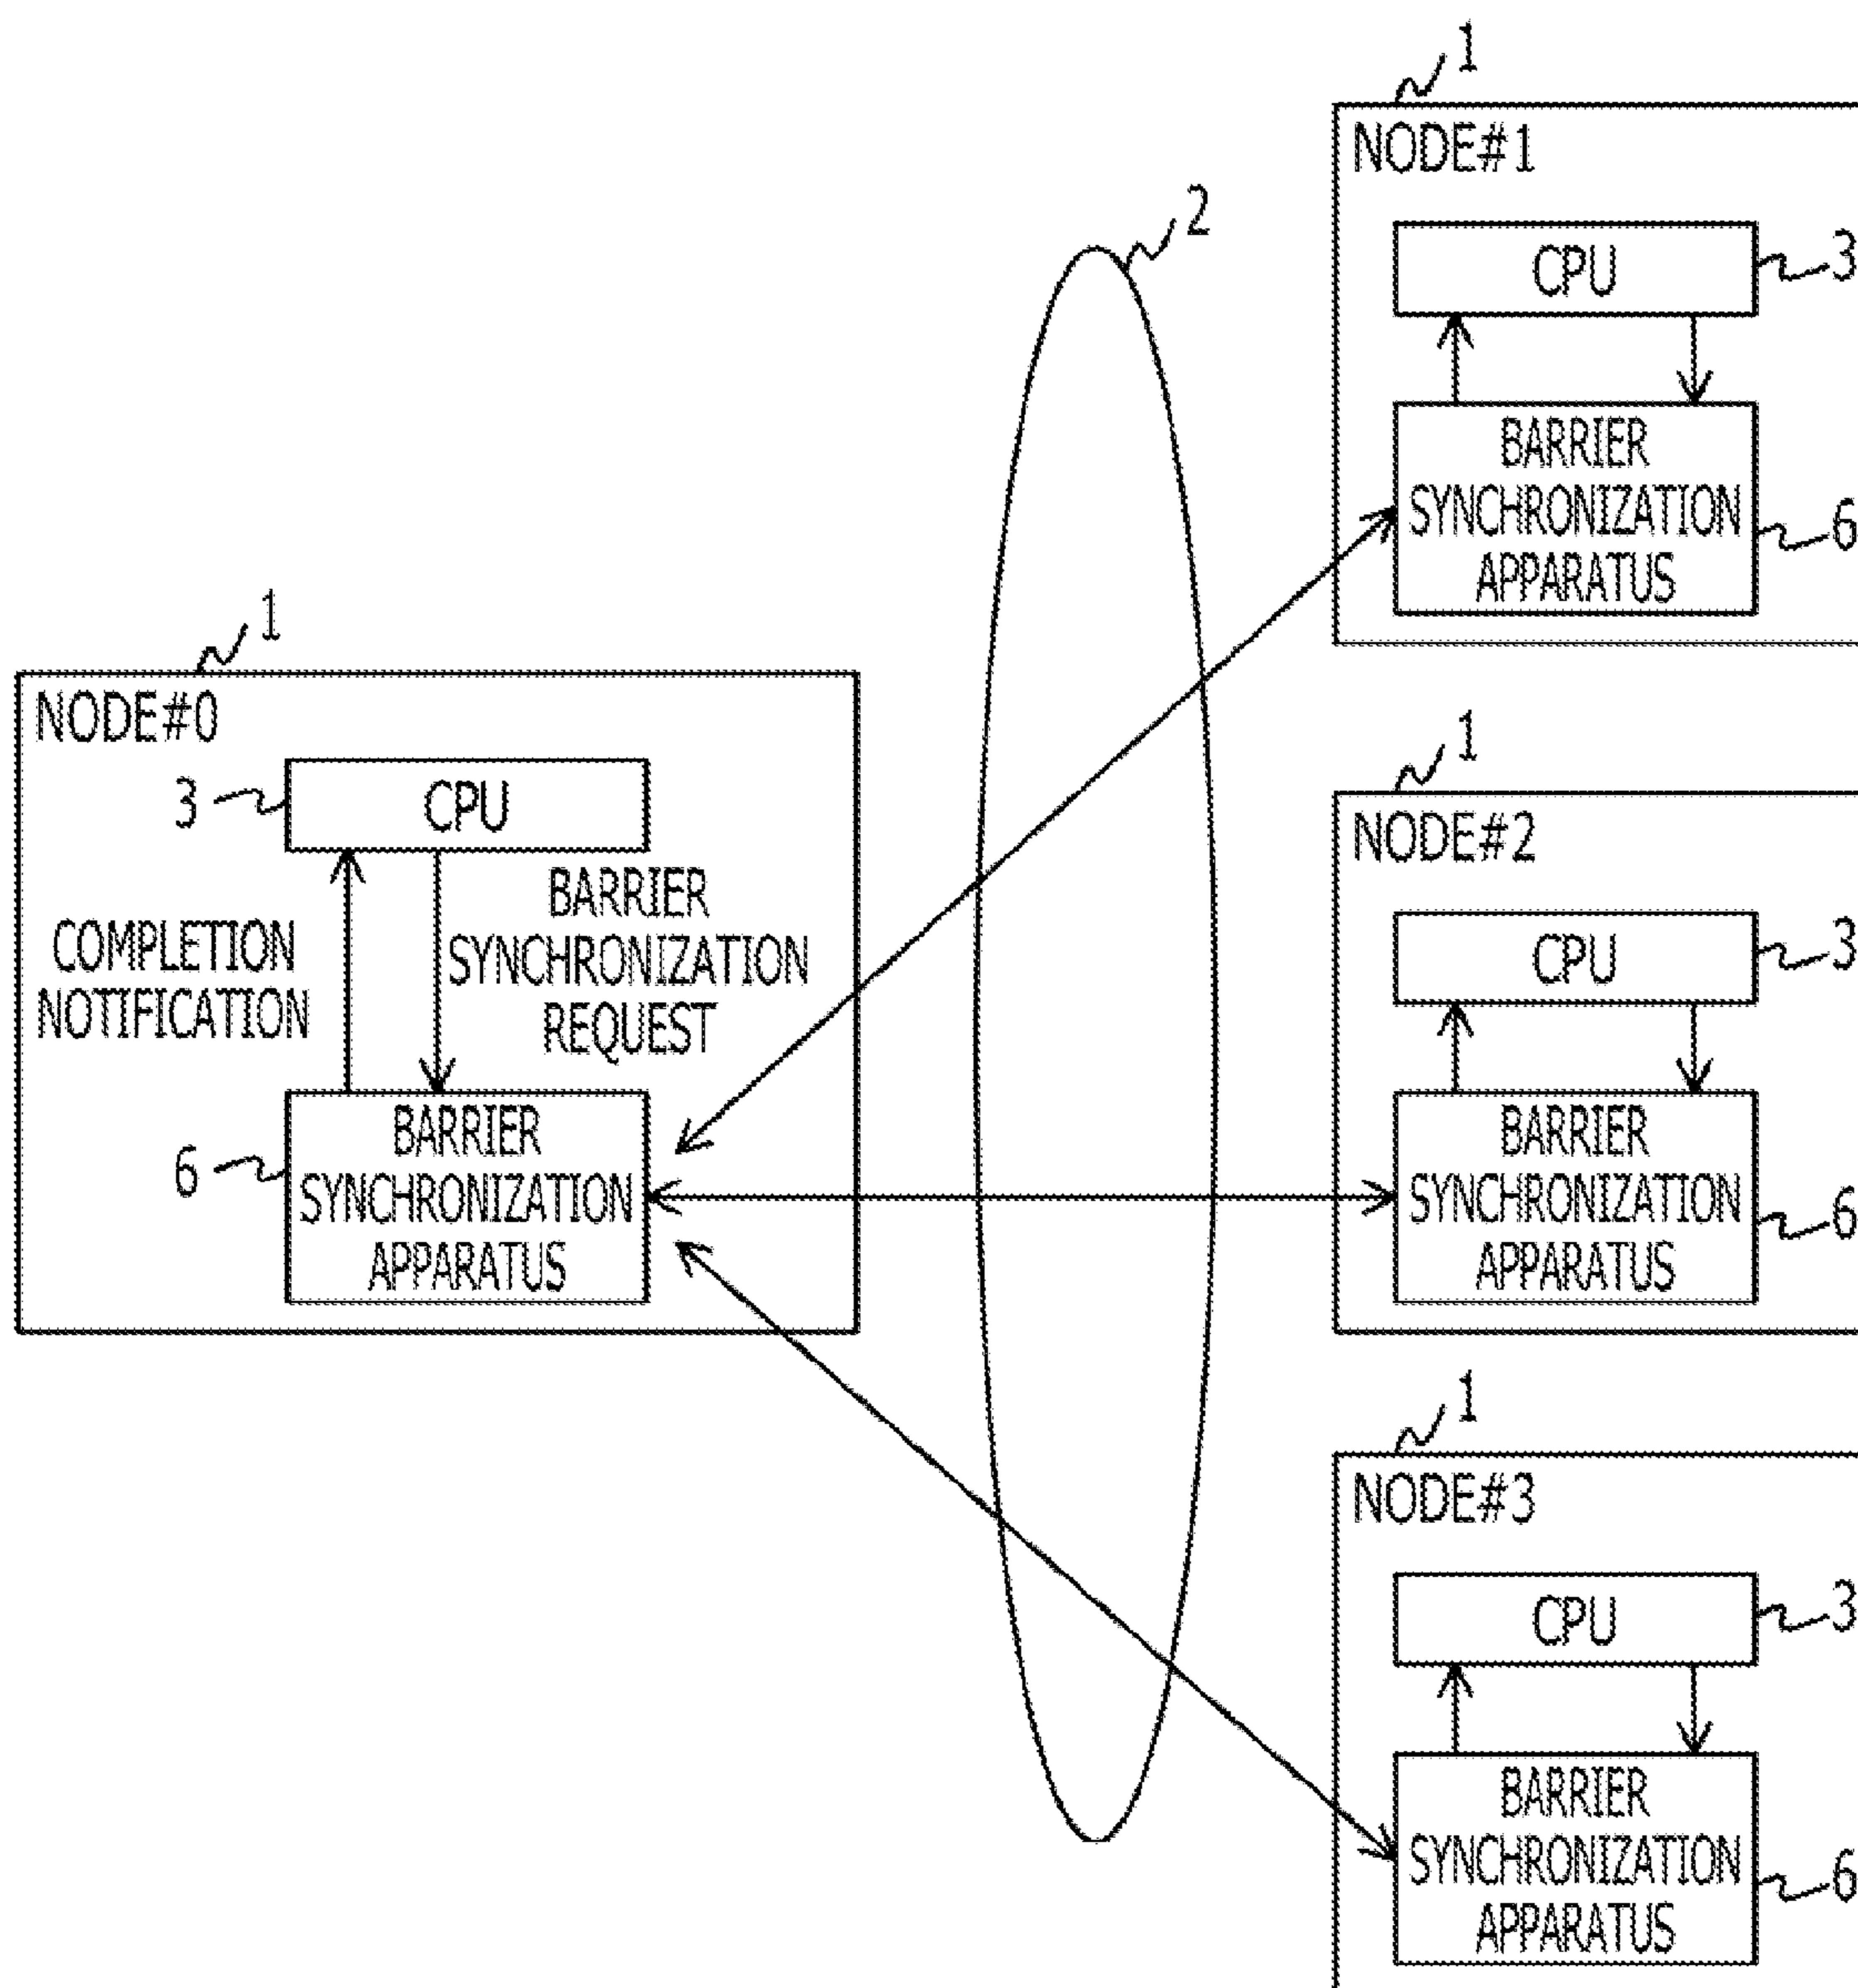 1
NODE#1
CPU
3
BARRIER
SYNCHRONIZATION
APPARATUS
6
2
1
NODE#0
3
CPU
COMPLETION
NOTIFICATION
BARRIER
SYNCHRONIZATION
REQUEST
6
BARRIER
SYNCHRONIZATION
APPARATUS
1
NODE#2
CPU
3
BARRIER
SYNCHRONIZATION
APPARATUS
6
1
NODE#3
CPU
3
BARRIER
SYNCHRONIZATION
APPARATUS
6